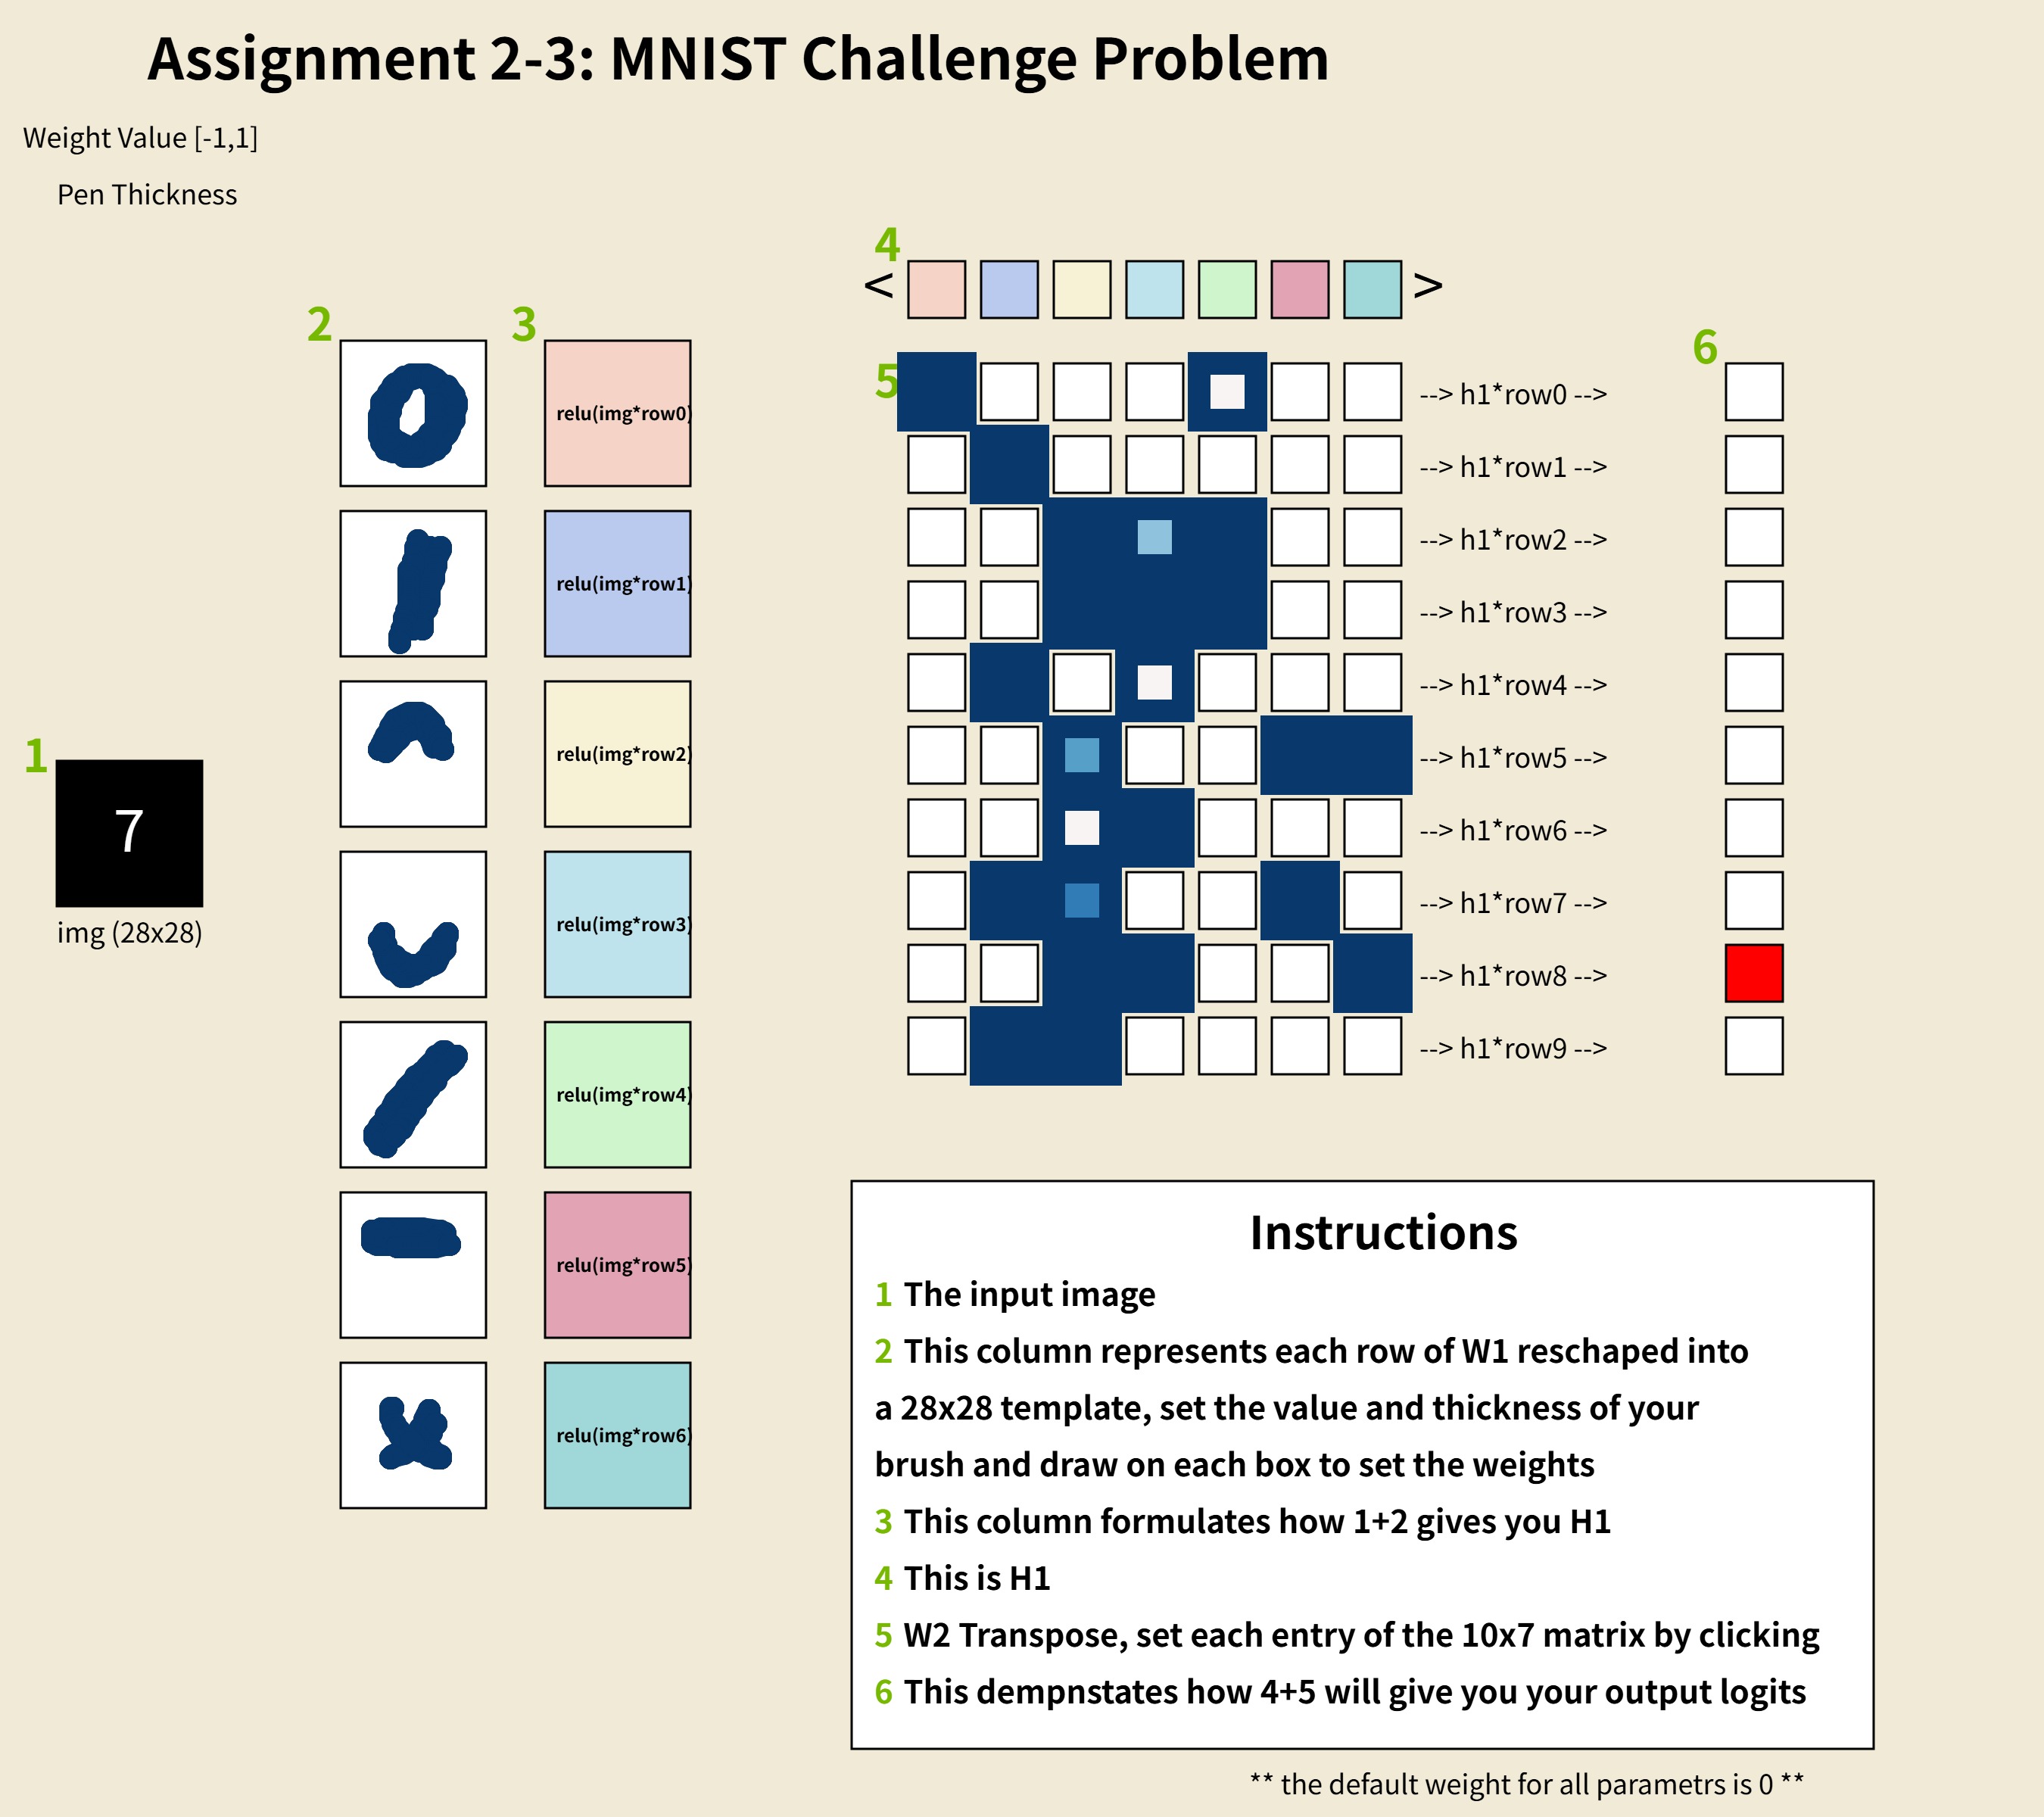 Assignment 2-3: MNIST Challenge Problem
Weight Value [-1,1]
Pen Thickness
4
< >
2 3
6
5
relu(img*row0)
--> h1*row0 -->
--> h1*row1 -->
--> h1*row2 -->
relu(img*row1)
--> h1*row3 -->
--> h1*row4 -->
relu(img*row2)
--> h1*row5 -->
1
7
img (28x28)
--> h1*row6 -->
--> h1*row7 -->
relu(img*row3)
--> h1*row8 -->
--> h1*row9 -->
relu(img*row4)
relu(img*row5)
relu(img*row6)
Instructions
1 The input image
2 This column represents each row of W1 reschaped into
a 28x28 template, set the value and thickness of your
brush and draw on each box to set the weights
3 This column formulates how 1+2 gives you H1
4 This is H1
5 W2 Transpose, set each entry of the 10x7 matrix by clicking
6 This dempnstates how 4+5 will give you your output logits
** the default weight for all parametrs is 0 **